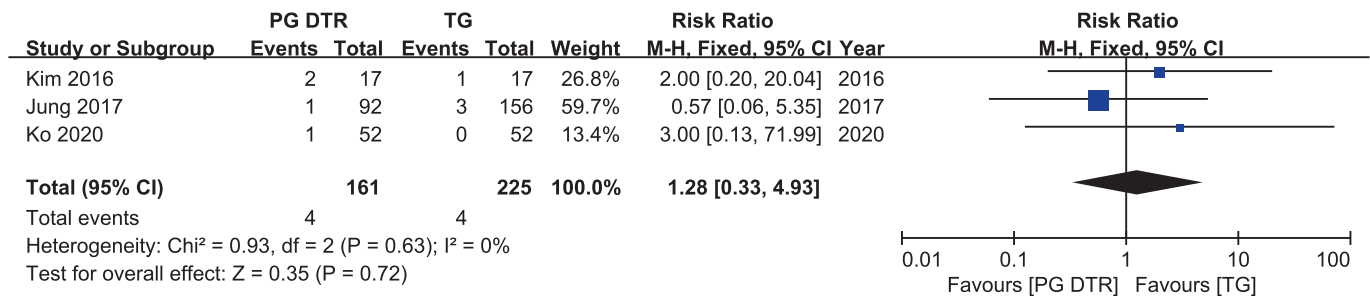 PG DTR TG Risk Ratio Risk Ratio
Study or Subgroup Events Total Events Total Weight M-H, Fixed, 95% CI Year M-H, Fixed, 95% CI
Kim 2016 2 17 1 17 26.8% 2.00 [0.20, 20.04] 2016
Jung 2017 1 92 3 156 59.7% 0.57 [0.06, 5.35] 2017
Ko 2020 1 52 0 52 13.4% 3.00 [0.13, 71.99] 2020
Total (95% CI) 161 225 100.0% 1.28 [0.33, 4.93]
Total events 4 4
Heterogeneity: Chi² = 0.93, df = 2 (P = 0.63); I² = 0%
Test for overall effect: Z = 0.35 (P = 0.72)
0.01 0.1 1 10 100
Favours [PG DTR] Favours [TG]